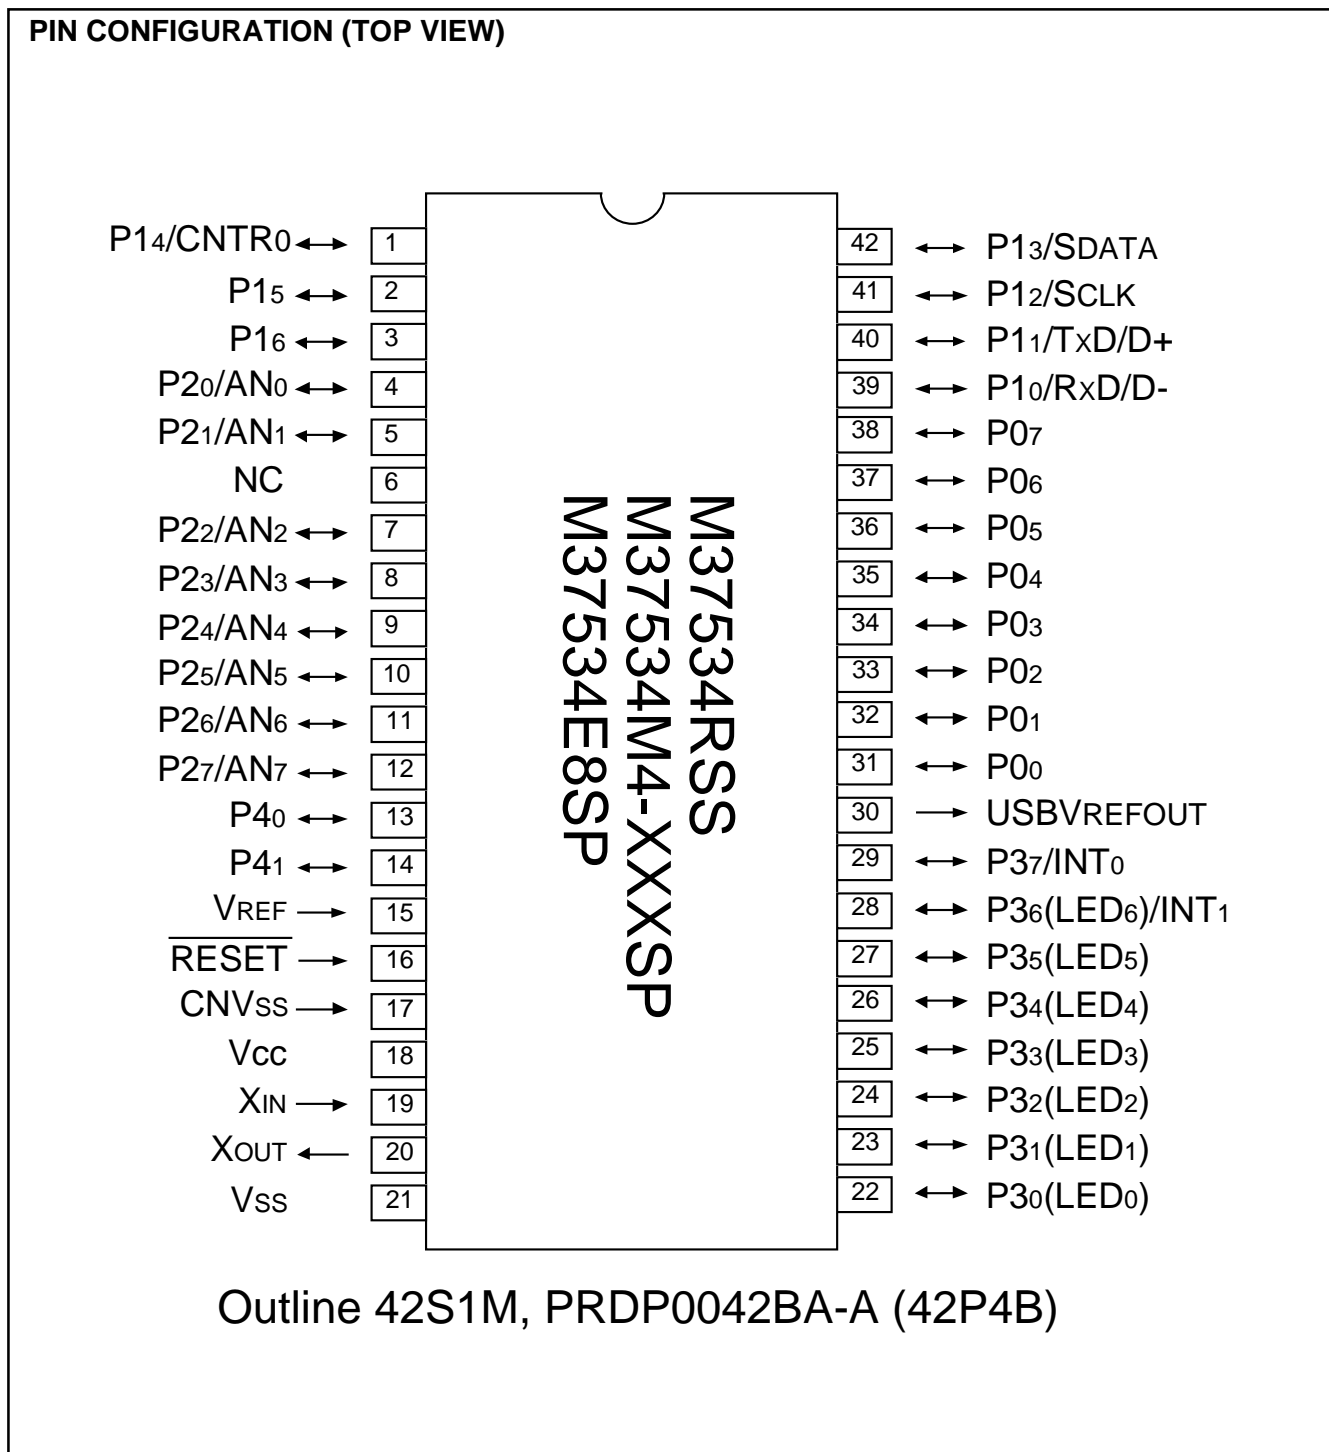 PIN CONFIGURATION (TOP VIEW)
P14/CNTR0 1
P15 2
P16 3
P20/AN0 4
P21/AN1 5
NC 6
P22/AN2 7
P23/AN3 8
P24/AN4 9
P25/AN5 10
P26/AN6 11
P27/AN7 12
P40 13
P41 14
VREF 15
RESET 16
CNVSS 17
Vcc 18
XIN 19
XOUT 20
VSS 21
M37534RSS
M37534M4-XXXSP
M37534E8SP
42 P13/SDATA
41 P12/SCLK
40 P11/TxD/D+
39 P10/RxD/D-
38 P07
37 P06
36 P05
35 P04
34 P03
33 P02
32 P01
31 P00
30 USBVREFOUT
29 P37/INT0
28 P36(LED6)/INT1
27 P35(LED5)
26 P34(LED4)
25 P33(LED3)
24 P32(LED2)
23 P31(LED1)
22 P30(LED0)
Outline 42S1M, PRDP0042BA-A (42P4B)